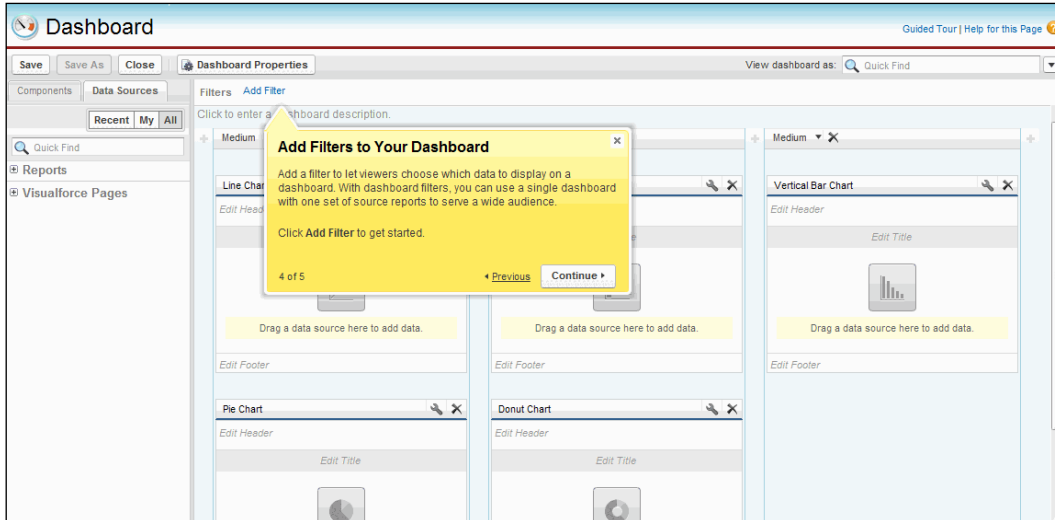 Dashboard
Guided Tour | Help for this Page
Save Save As Close Dashboard Properties View dashboard as: Quick Find
Components Data Sources
Filters Add Filter
Click to enter a dashboard description.
Recent My All
Quick Find
Reports
Visualforce Pages
Medium
Medium
Add Filters to Your Dashboard
Add a filter to let viewers choose which data to display on a
dashboard. With dashboard filters, you can use a single dashboard
with one set of source reports to serve a wide audience.
Click Add Filter to get started.
4 of 5 Previous Continue
Line Char
Edit Head
Drag a data source here to add data.
Edit Footer
Drag a data source here to add data.
Edit Footer
Vertical Bar Chart
Edit Header
Edit Title
Drag a data source here to add data.
Edit Footer
Pie Chart
Edit Header
Edit Title
Donut Chart
Edit Header
Edit Title